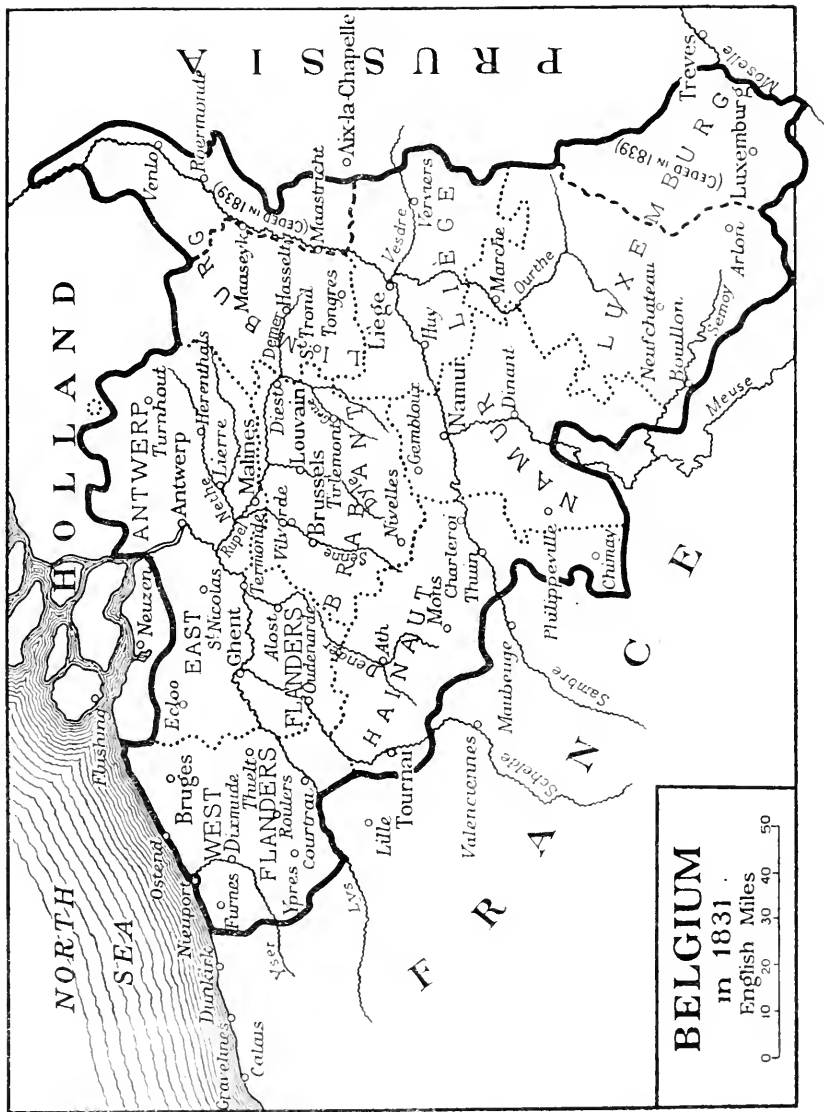 NORTH
SEA
HOLLAND
PRUSSIA
FRANCE
Gravelines
Calais
Dunkirk
Nieuport
Ostend
Furnes
Dixmuide
Bruges
WEST
FLANDERS
Thielt
Roulers
Ypres
Courtrai
Yser
Lys
Flushing
Neuzen
Ecloo
EAST
FLANDERS
St Nicolas
Ghent
Alost
Oudenarde
Termonde
Dender
Ath
HAINAUT
Mons
Tournai
Lille
Valenciennes
Schelde
Maubeuge
Sambre
Charleroi
Thuin
ANTWERP
Turnhout
Antwerp
Herenthals
Lierre
Nethe
Rupel
Malines
Vilvorde
Brussels
Louvain
Diest
Tirlemont
BRABANT
Senne
Dyle
Nivelles
Gembloux
LIMBURG
Maaseyk
Hasselt
Demer
St Trond
Tongres
Maastricht
(CEDED IN 1839)
Roermonde
Venlo
Aix-la-Chapelle
Liège
LIEGE
Vesdre
Verviers
Huy
Marche
Ourthe
Namur
NAMUR
Dinant
Philippeville
Chimay
LUXEMBURG
(CEDED IN 1839)
Neufchateau
Bouillon
Semoy
Arlon
Luxemburg
Treves
Moselle
Meuse
BELGIUM
in 1831
English Miles
0 10 20 30 40 50